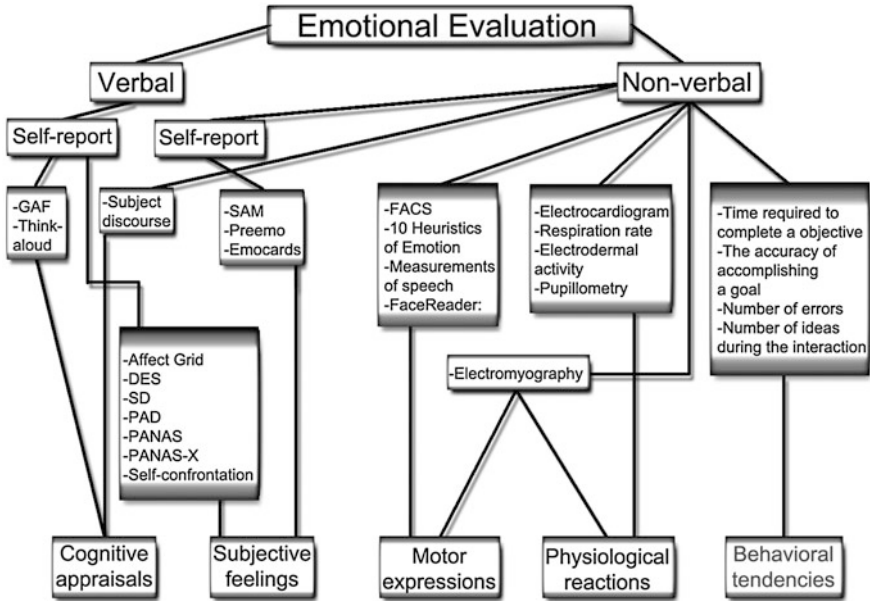 Emotional Evaluation
Verbal
Non-verbal
Self-report
Self-report
-GAF
-Think-
aloud
-Subject
discourse
-SAM
-Preemo
-Emocards
-FACS
-10 Heuristics
of Emotion
-Measurements
of speech
-FaceReader:
-Electrocardiogram
-Respiration rate
-Electrodermal
activity
-Pupillometry
-Time required to
complete a objective
-The accuracy of
accomplishing
a goal
-Number of errors
-Number of ideas
during the interaction
-Affect Grid
-DES
-SD
-PAD
-PANAS
-PANAS-X
-Self-confrontation
-Electromyography
Cognitive
appraisals
Subjective
feelings
Motor
expressions
Physiological
reactions
Behavioral
tendencies